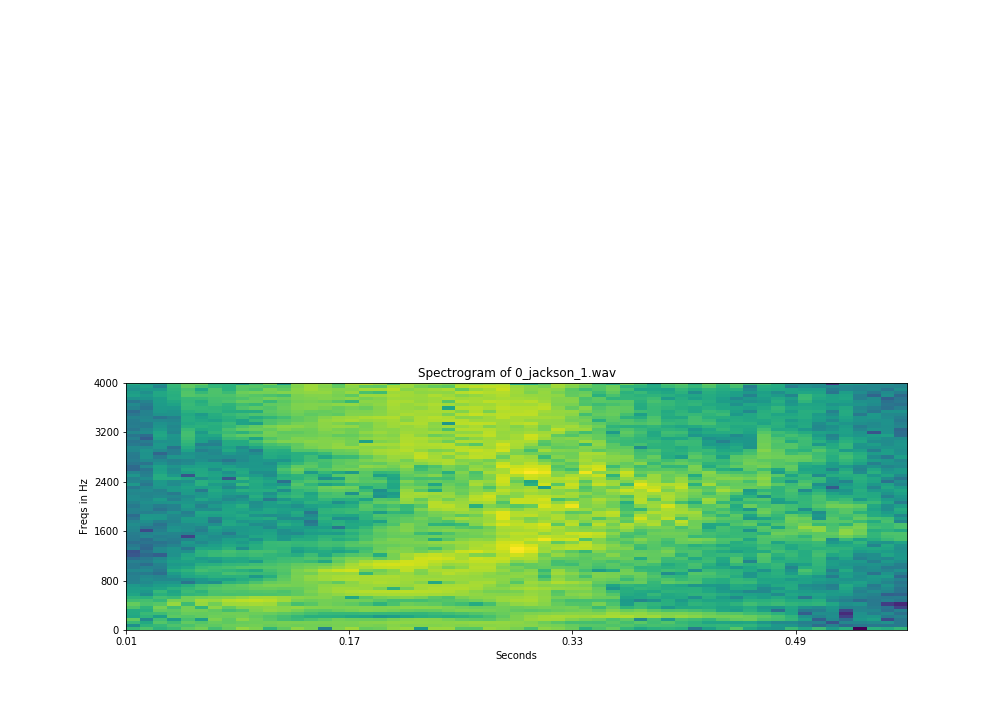 Spectrogram of 0_jackson_1.wav
4000
3200
2400
1600
800
0
Freqs in Hz
0.01 0.17 0.33 0.49
Seconds